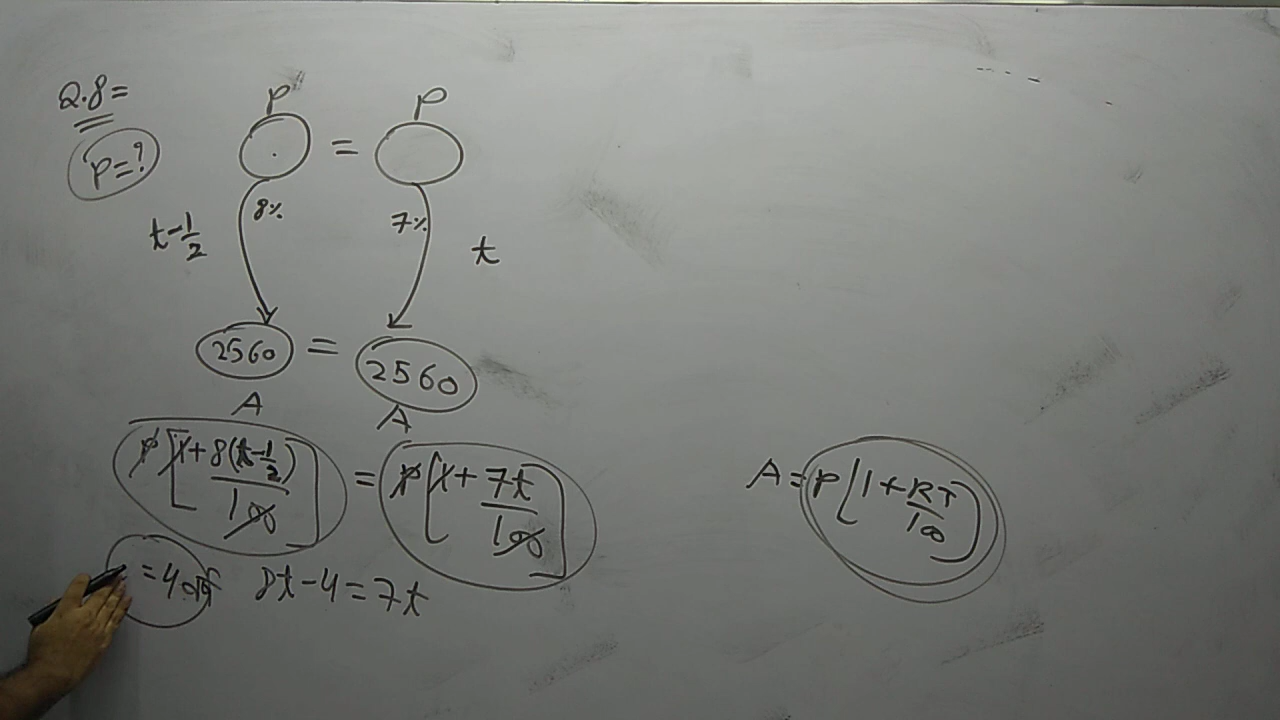 Q.8=
P=?
P = P
8% 7%
t-1/2 t
2560 = 2560
A A
P[1+8(t-1/2)/100] = P[1+7t/100]
A=P[1+RT/100]
=4वर्ष 8t-4=7t